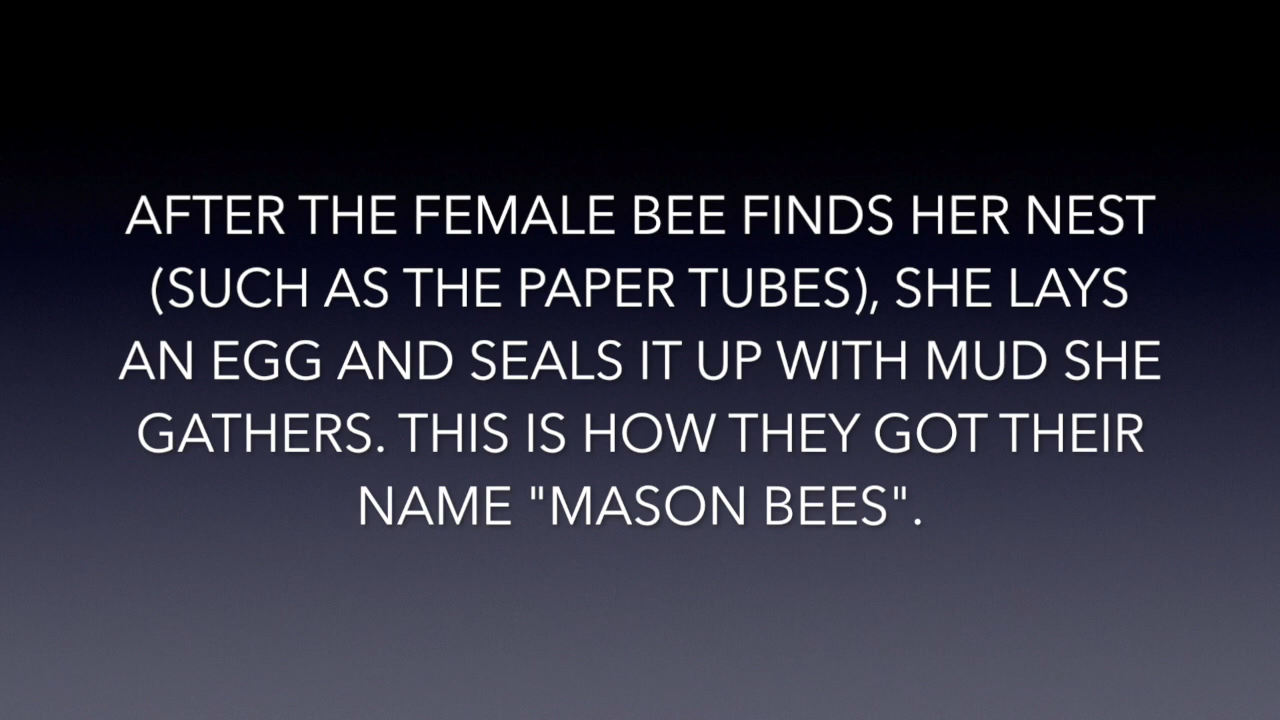 AFTER THE FEMALE BEE FINDS HER NEST
(SUCH AS THE PAPER TUBES), SHE LAYS
AN EGG AND SEALS IT UP WITH MUD SHE
GATHERS. THIS IS HOW THEY GOT THEIR
NAME "MASON BEES".